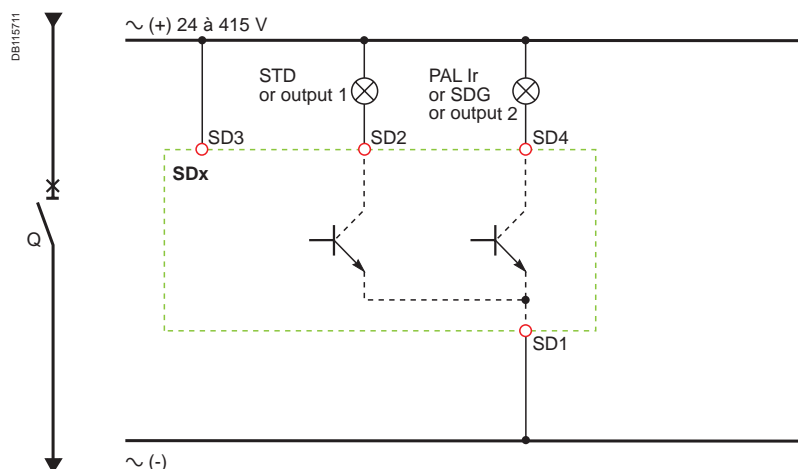 DB115711
∼ (+) 24 à 415 V
STD
or output 1
PAL Ir
or SDG
or output 2
SD3
SD2
SD4
SDx
Q
SD1
∼ (-)